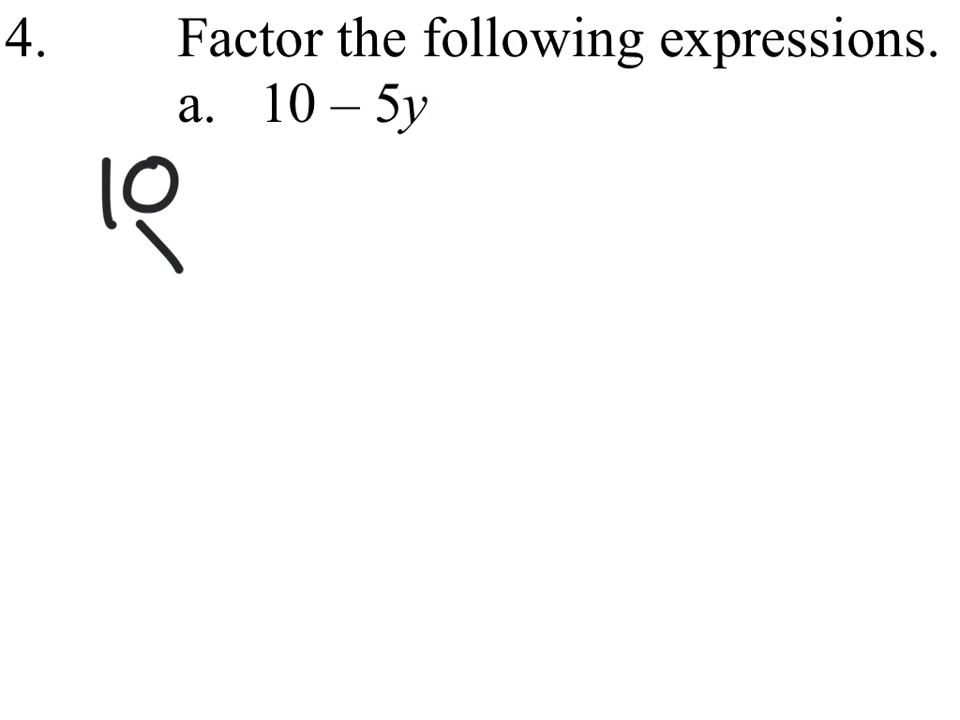 4. Factor the following expressions.
a. 10 – 5y
10